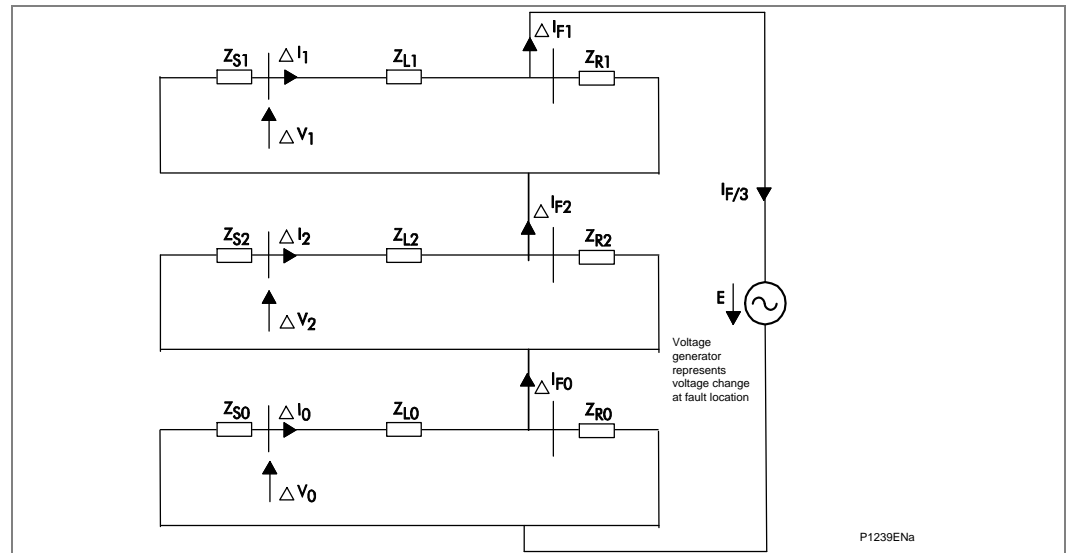 △ IF1
ZS1 △ I1 ZL1 ZR1
△ V1
IF/3
△ IF2
ZS2 △ I2 ZL2 ZR2
E
△ V2
Voltage
generator
represents
voltage change
at fault location
△ IF0
ZS0 △ I0 ZL0 ZR0
△ V0
P1239ENa